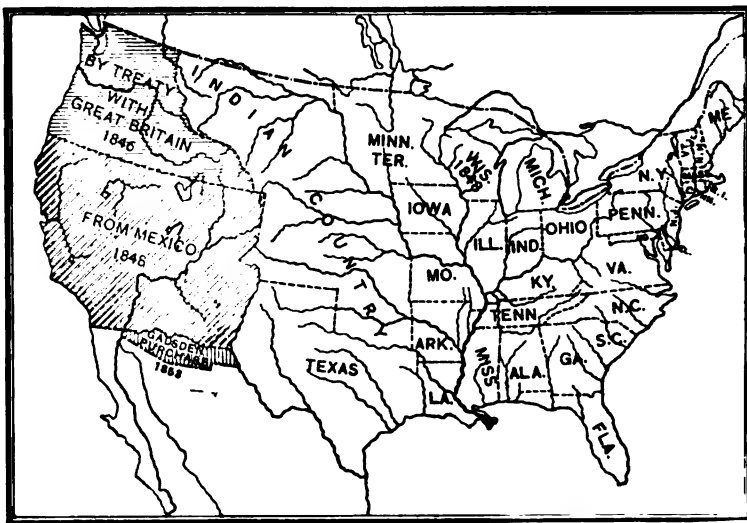 BY TREATY
WITH
GREAT BRITAIN
1846
INDIAN
COUNTRY
FROM MEXICO
1848
GADSDEN
PURCHASE
1853
MINN.
TER.
WIS.
1848
MICH.
IOWA
ILL.
IND.
OHIO
PENN.
N.Y.
VT.
N.H.
ME.
MO.
KY.
VA.
TENN.
N.C.
S.C.
ARK.
MISS
ALA.
GA.
TEXAS
LA.
FLA.